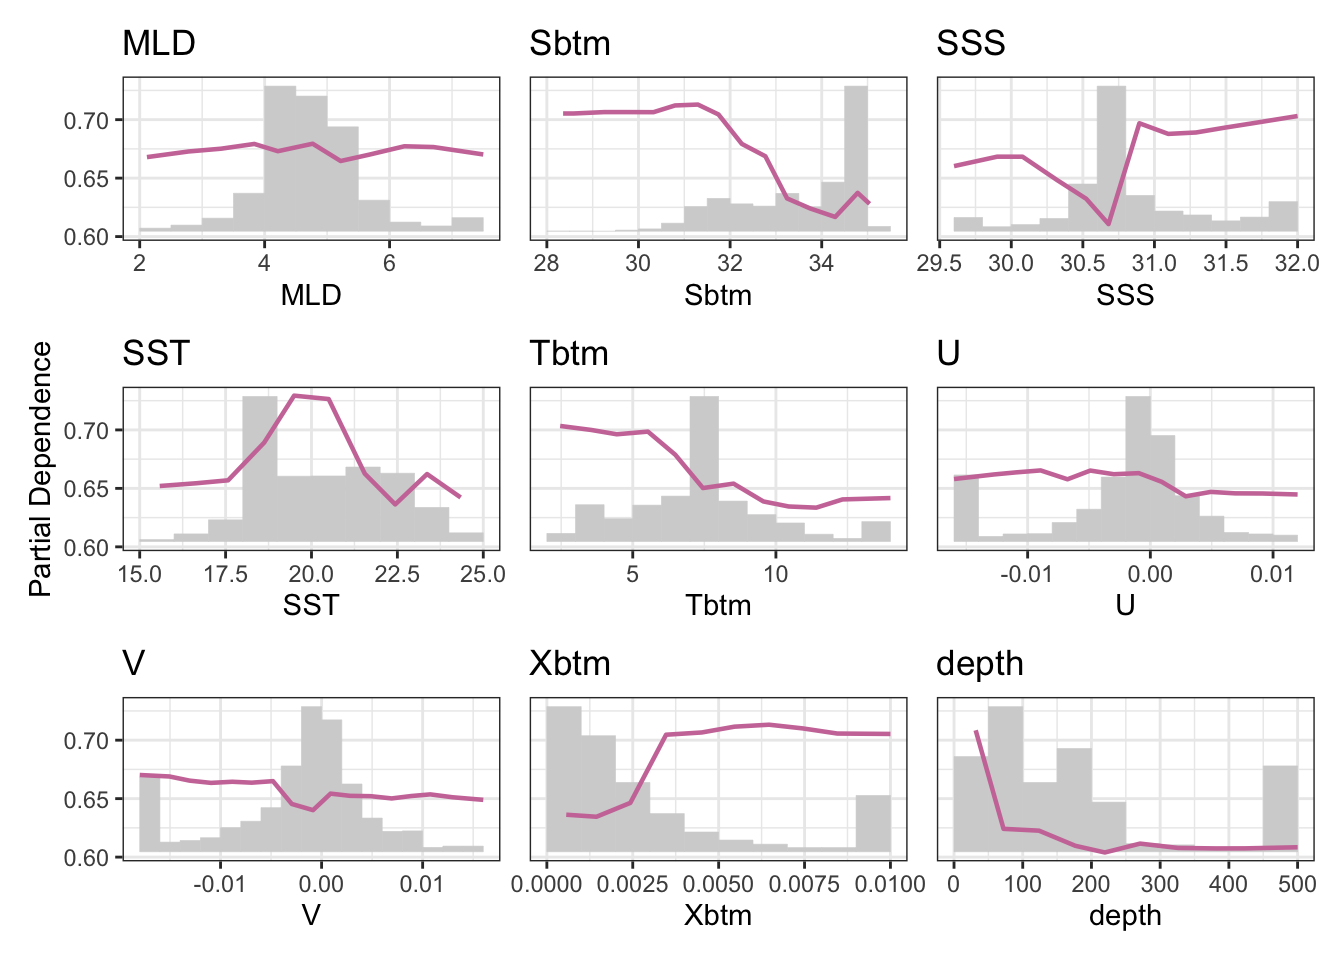 MLD Sbtm SSS
0.70
0.65
0.60
2 4 6 28 30 32 34 29.5 30.0 30.5 31.0 31.5 32.0
MLD Sbtm SSS
Partial Dependence
SST Tbtm U
0.70
0.65
0.60
15.0 17.5 20.0 22.5 25.0 5 10 -0.01 0.00 0.01
SST Tbtm U
V Xbtm depth
0.70
0.65
0.60
-0.01 0.00 0.01 0.0000 0.0025 0.0050 0.0075 0.0100 0 100 200 300 400 500
V Xbtm depth